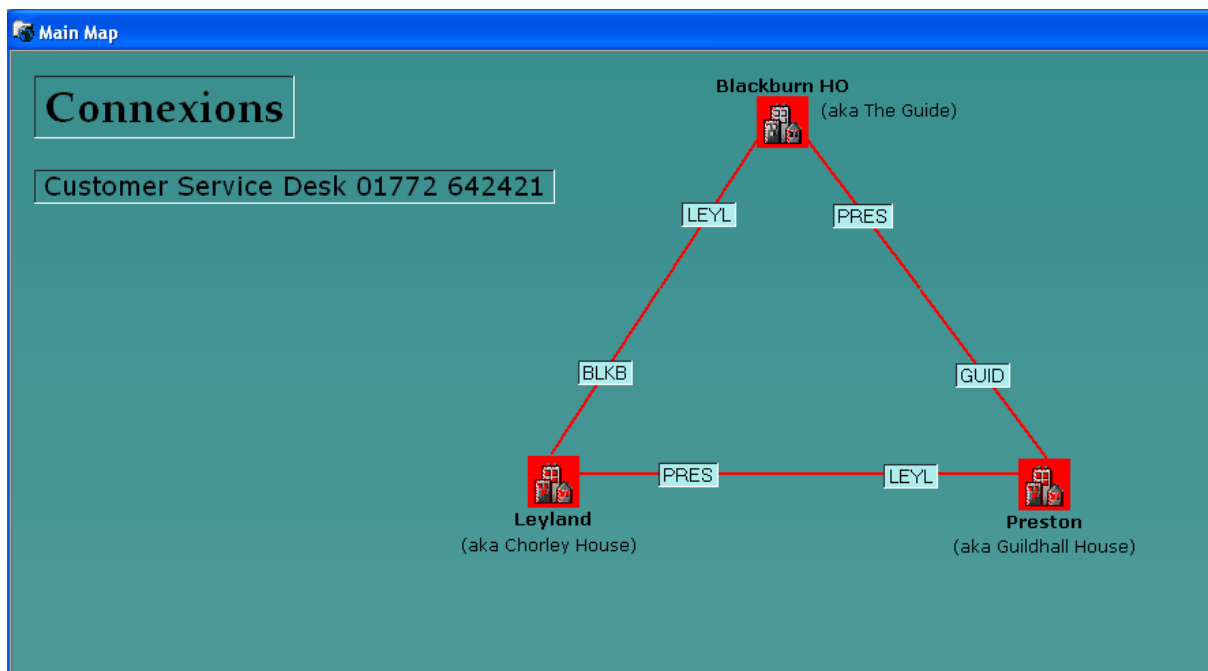 Main Map
Connexions
Customer Service Desk 01772 642421
Blackburn HO
(aka The Guide)
LEYL
PRES
BLKB
GUID
PRES
LEYL
Leyland
(aka Chorley House)
Preston
(aka Guildhall House)